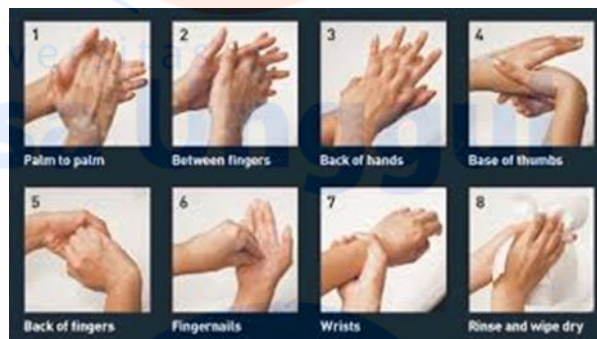 1
2
3
4
Palm to palm
Between fingers
Back of hands
Base of thumbs
5
6
7
8
Back of fingers
Fingernails
Wrists
Rinse and wipe dry